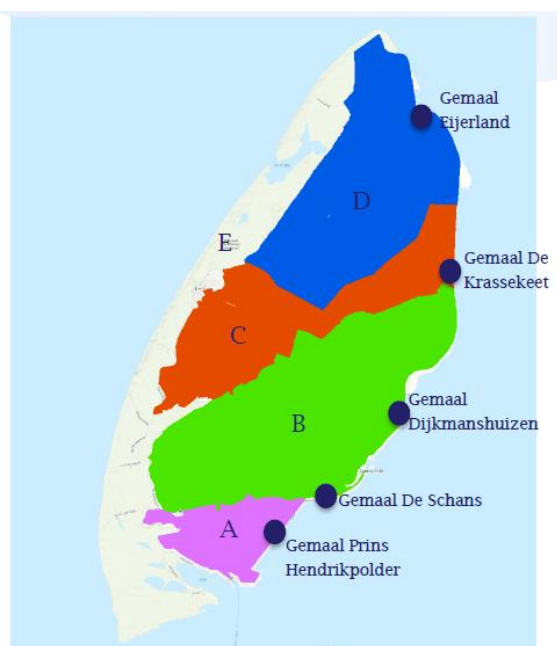 Gemaal
Eijerland
D
E
Gemaal De
Krassekeet
C
Gemaal
Dijkmanshuizen
B
Gemaal De Schans
A
Gemaal Prins
Hendrikpolder